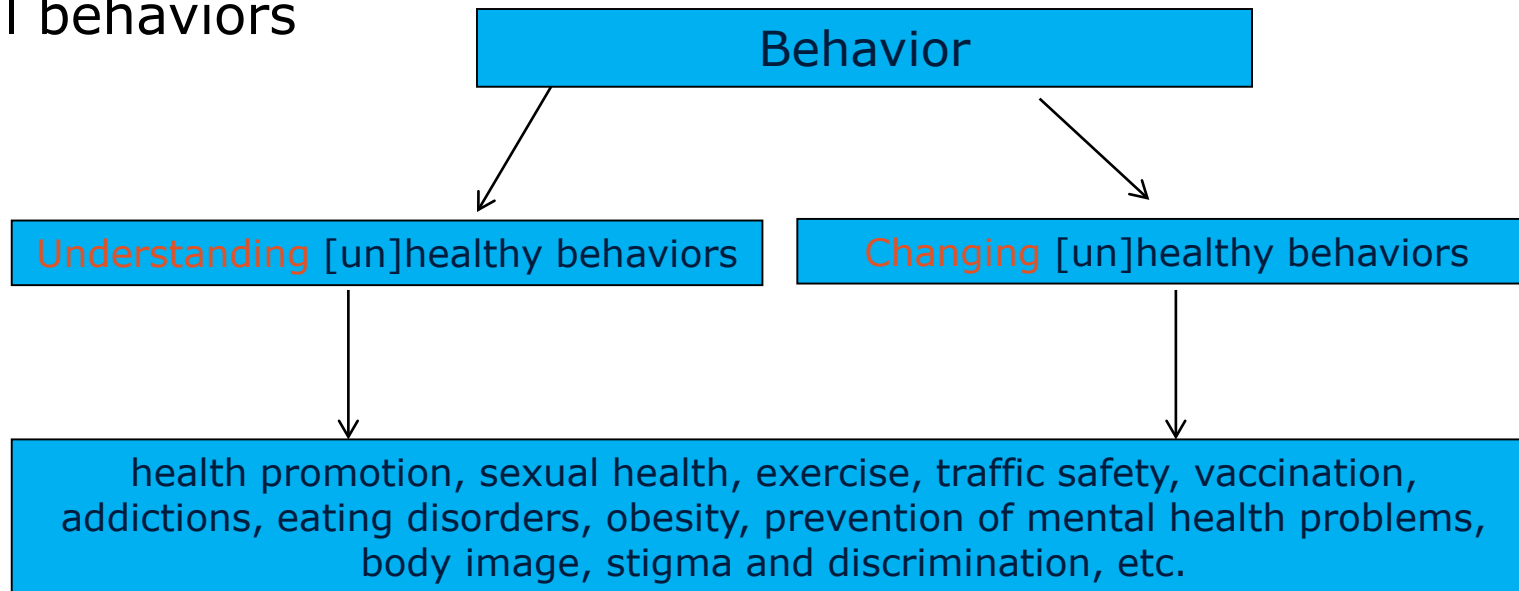 behaviors
Behavior
Understanding [un]healthy behaviors
Changing [un]healthy behaviors
health promotion, sexual health, exercise, traffic safety, vaccination,
addictions, eating disorders, obesity, prevention of mental health problems,
body image, stigma and discrimination, etc.